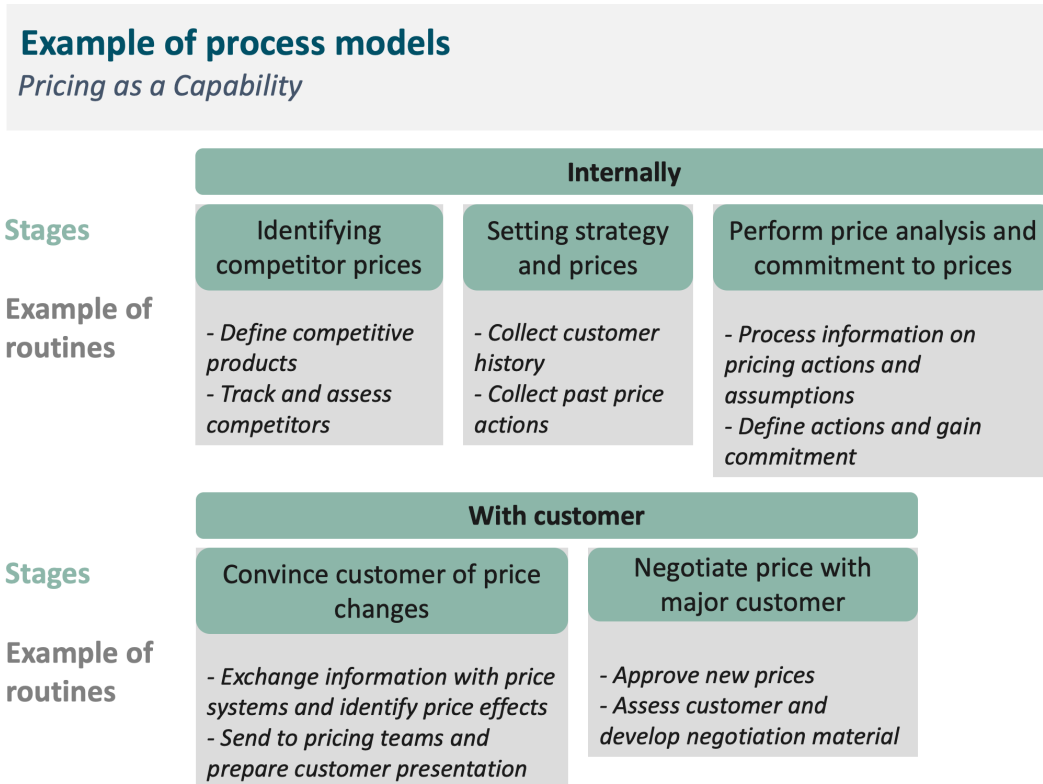 Example of process models
Pricing as a Capability
Internally
Stages
Identifying
competitor prices
Setting strategy
and prices
Perform price analysis and
commitment to prices
Example of
routines
- Define competitive
products
- Track and assess
competitors
- Collect customer
history
- Collect past price
actions
- Process information on
pricing actions and
assumptions
- Define actions and gain
commitment
With customer
Stages
Convince customer of price
changes
Negotiate price with
major customer
Example of
routines
- Exchange information with price
systems and identify price effects
- Send to pricing teams and
prepare customer presentation
- Approve new prices
- Assess customer and
develop negotiation material